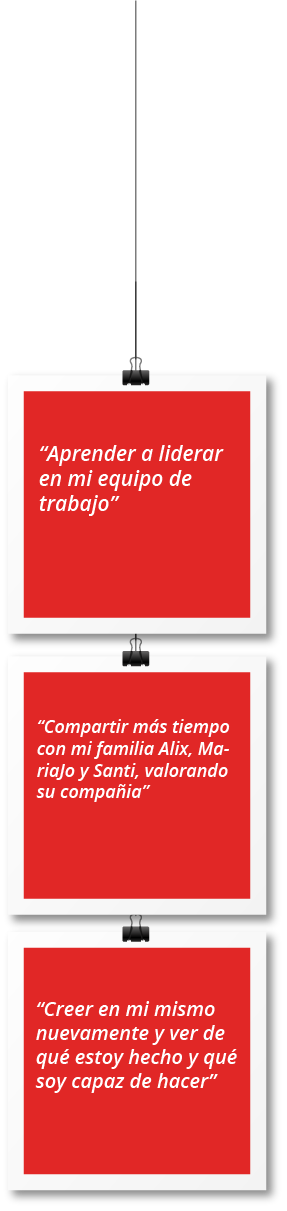 “Aprender a liderar
en mi equipo de
trabajo”
“Compartir más tiempo
con mi familia Alix, Ma-
riaJo y Santi, valorando
su compañia”
“Creer en mi mismo
nuevamente y ver de
qué estoy hecho y qué
soy capaz de hacer”